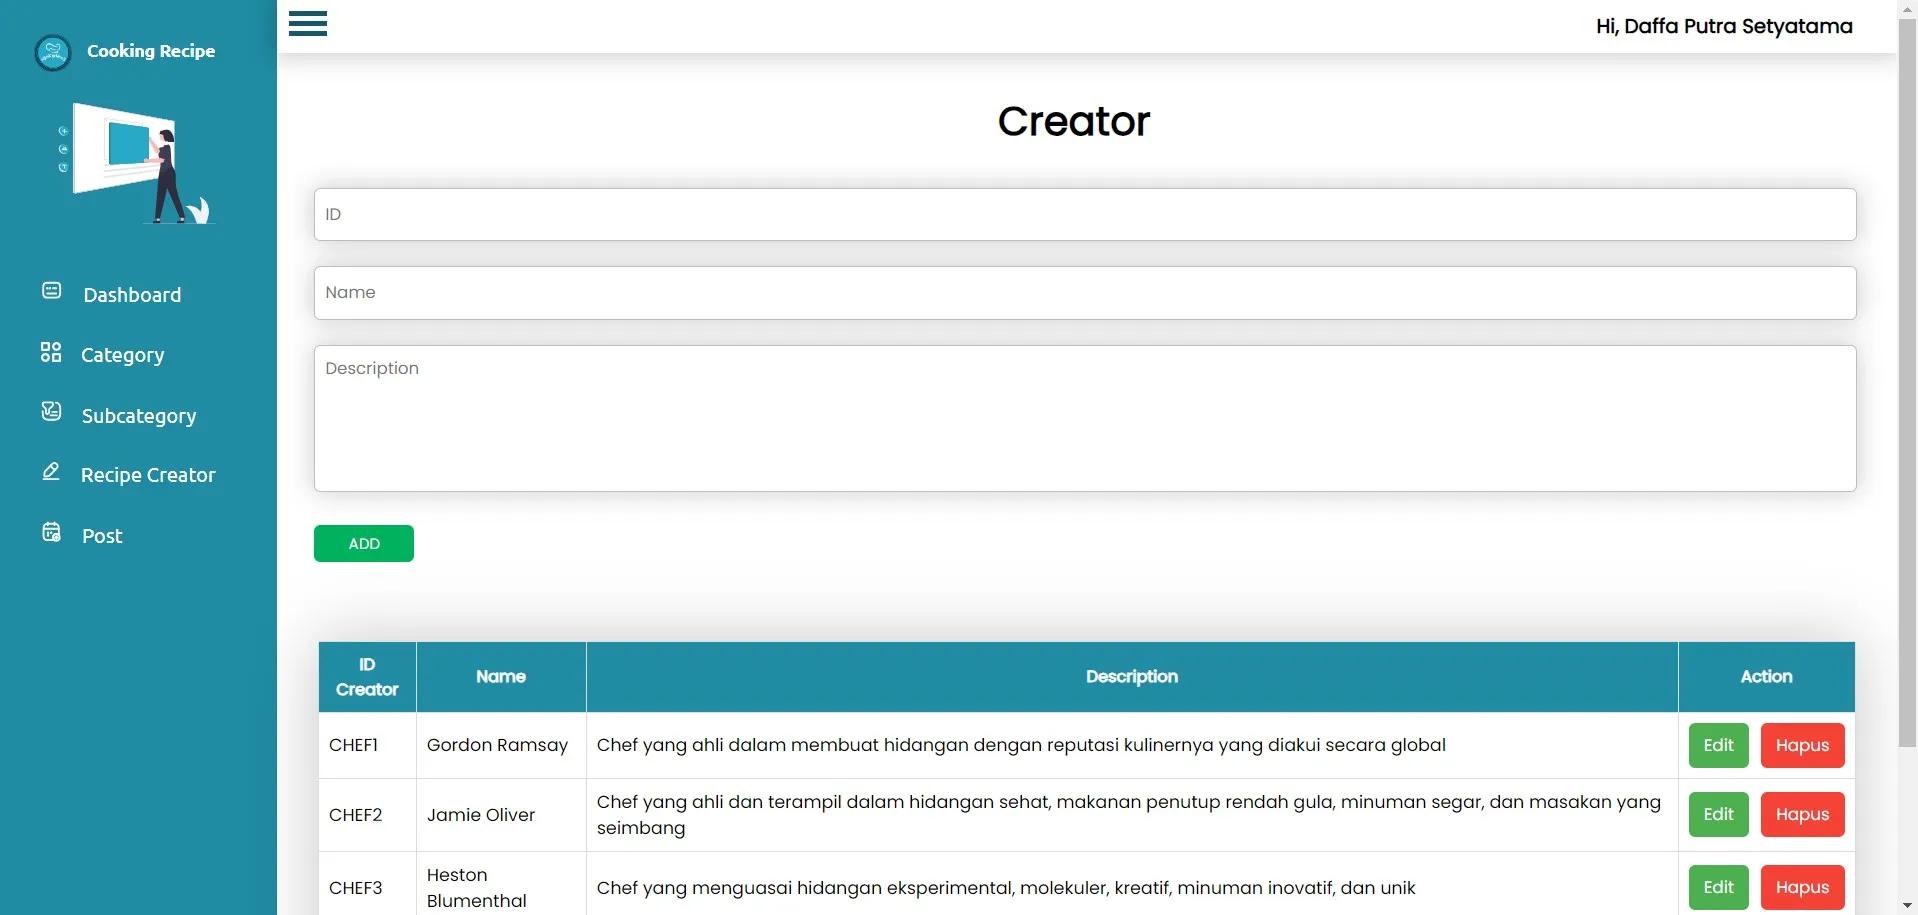 Cooking Recipe
Hi, Daffa Putra Setyatama
Dashboard
Category
Subcategory
Recipe Creator
Post
Creator
ID
Name
Description
ADD
ID Creator
Name
Description
Action
CHEF1
Gordon Ramsay
Chef yang ahli dalam membuat hidangan dengan reputasi kulinernya yang diakui secara global
Edit
Hapus
CHEF2
Jamie Oliver
Chef yang ahli dan terampil dalam hidangan sehat, makanan penutup rendah gula, minuman segar, dan masakan yang
seimbang
Edit
Hapus
CHEF3
Heston
Blumenthal
Chef yang menguasai hidangan eksperimental, molekuler, kreatif, minuman inovatif, dan unik
Edit
Hapus